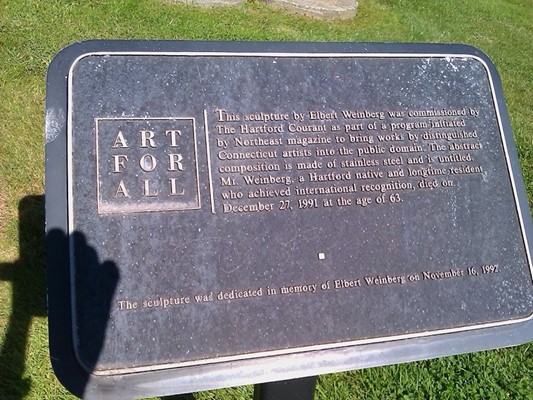 ART
FOR
ALL
This sculpture by Elbert Weinberg was commissioned by
The Hartford Courant as part of a program initiated
by Northeast magazine to bring works by distinguished
Connecticut artists into the public domain. The abstract
composition is made of stainless steel and is untitled.
Mr. Weinberg, a Hartford native and longtime resident
who achieved international recognition, died on
December 27, 1991 at the age of 63.
The sculpture was dedicated in memory of Elbert Weinberg on November 16, 1992.